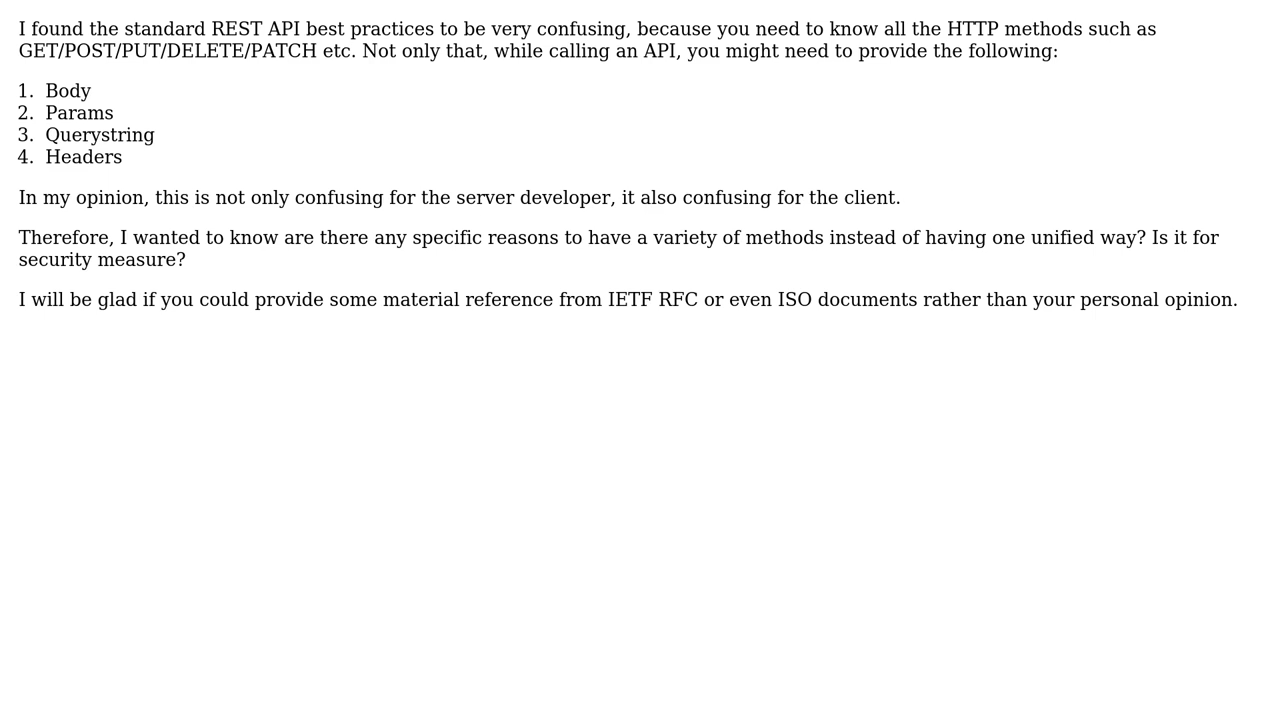 I found the standard REST API best practices to be very confusing, because you need to know all the HTTP methods such as
GET/POST/PUT/DELETE/PATCH etc. Not only that, while calling an API, you might need to provide the following:
1. Body
2. Params
3. Querystring
4. Headers
In my opinion, this is not only confusing for the server developer, it also confusing for the client.
Therefore, I wanted to know are there any specific reasons to have a variety of methods instead of having one unified way? Is it for
security measure?
I will be glad if you could provide some material reference from IETF RFC or even ISO documents rather than your personal opinion.